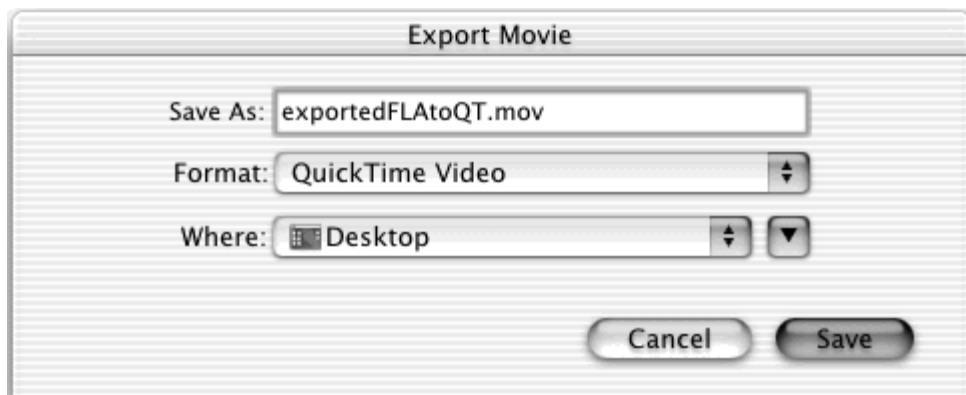 Export Movie
Save As: exportedFLAtoQT.mov
Format: QuickTime Video
Where: Desktop
Cancel Save